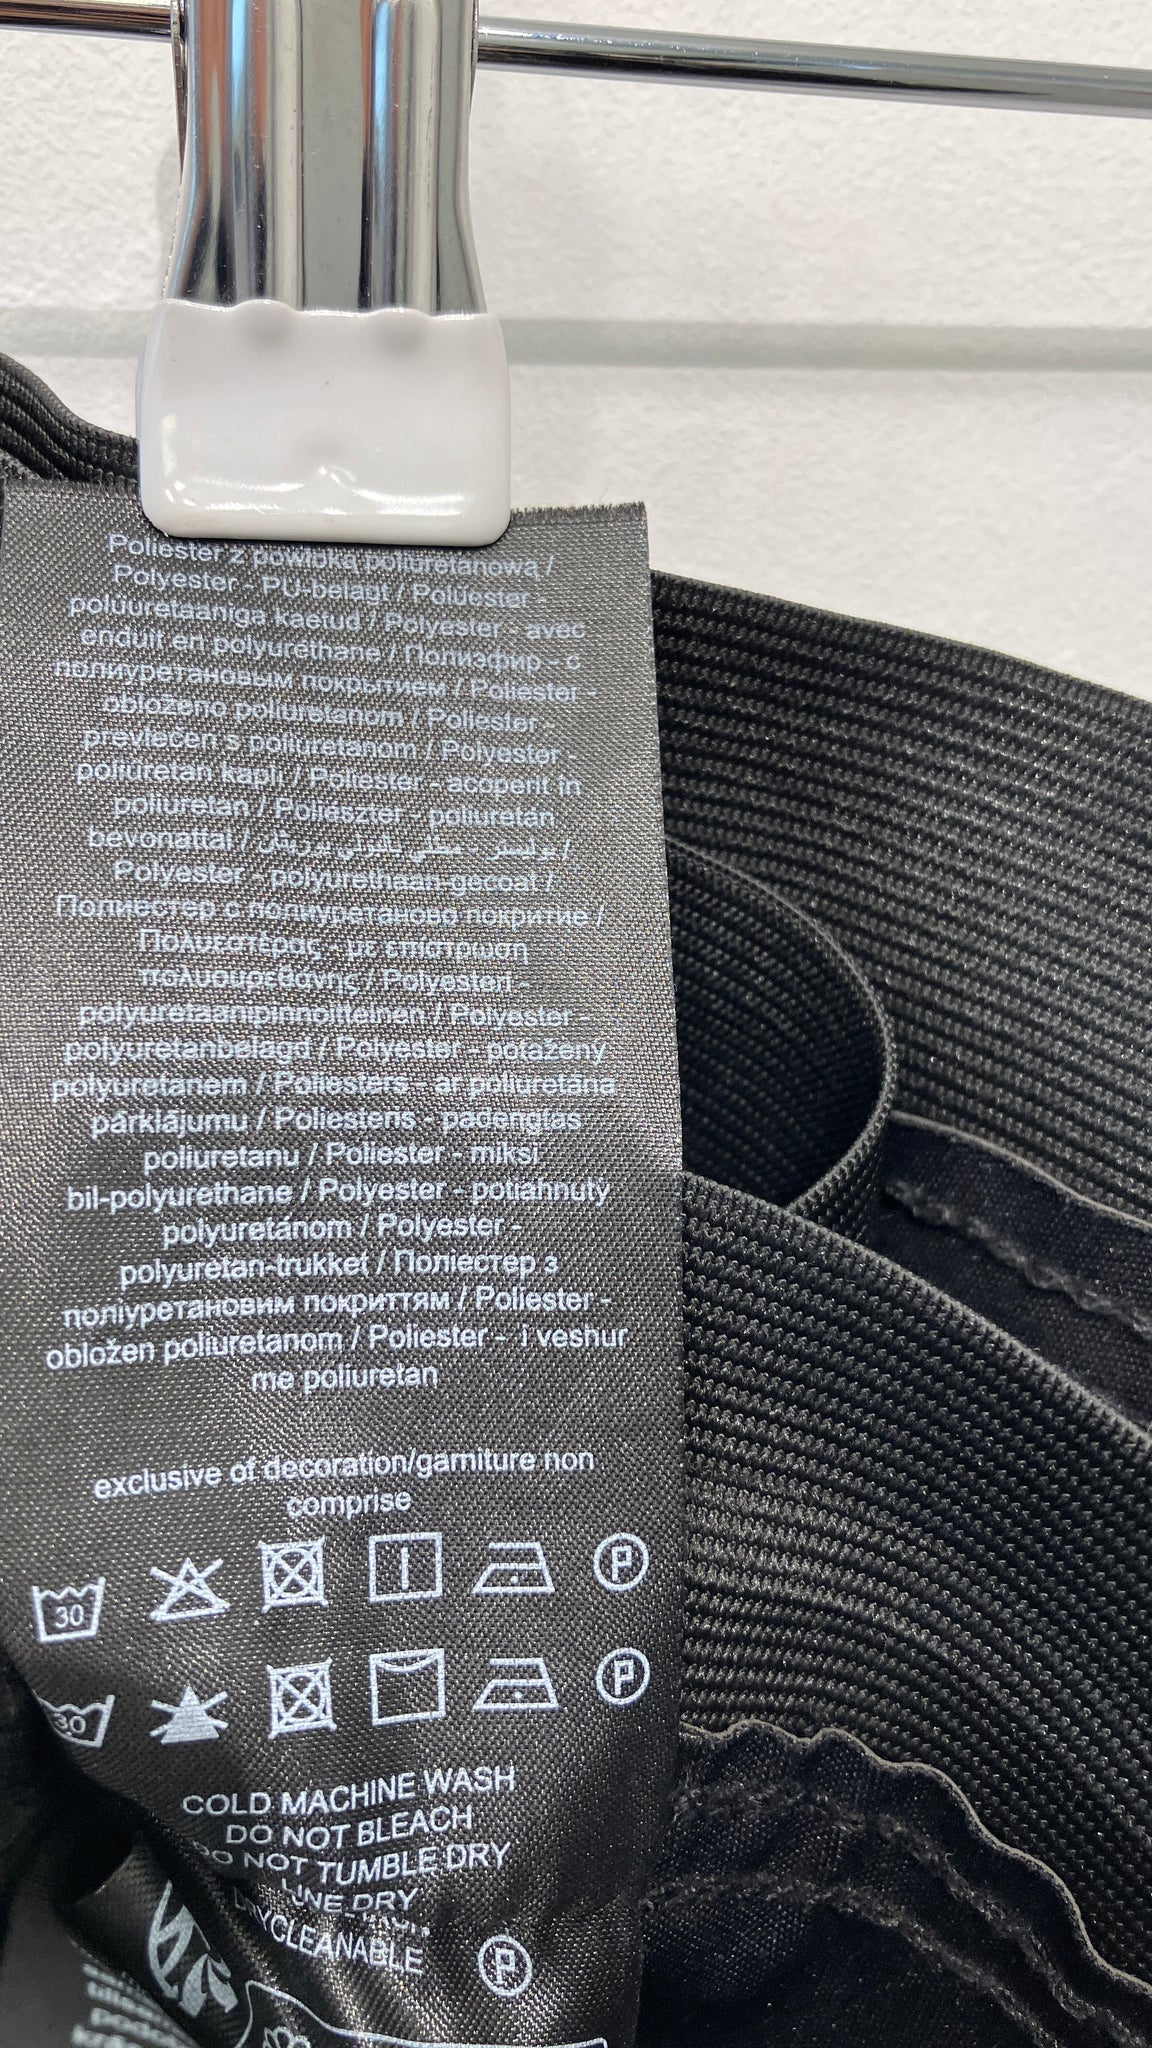 Poliester z powłoką poliuretanową /
Polyester - PU-belagt / Polüester -
polüuretaaniga kaetud / Polyester - avec
enduit en polyuréthane / Полиэфир - с
полиуретановым покрытием / Poliester -
obloženo poliuretanom / Poliester -
prevlečen s poliuretanom / Polyester -
poliüretan kaplı / Poliester - acoperit in
poliuretan / Poliészter - poliuretán
bevonattal /
Polyester - polyurethaan gecoat /
Полиестер с полиуретаново покритие /
Πολυεστέρας - με επίστρωση
πολυουρεθάνης / Polyesteri -
polyuretaanipinnoitteinen / Polyester -
polyuretanbelagd / Polyester - potažený
polyuretanem / Poliesters - ar poliuretāna
pārklājumu / Poliesteris - padengtas
poliuretanu / Poliester - miksi
bil-polyurethane / Polyester - potiahnutý
polyuretánom / Polyester -
polyuretan-trukket / Поліестер з
поліуретановим покриттям / Poliester -
obložen poliuretanom / Poliester - i veshur
me poliuretan
exclusive of decoration/garniture non
comprise
30 P
30 P
COLD MACHINE WASH
DO NOT BLEACH
DO NOT TUMBLE DRY
LINE DRY
DRYCLEANABLE P